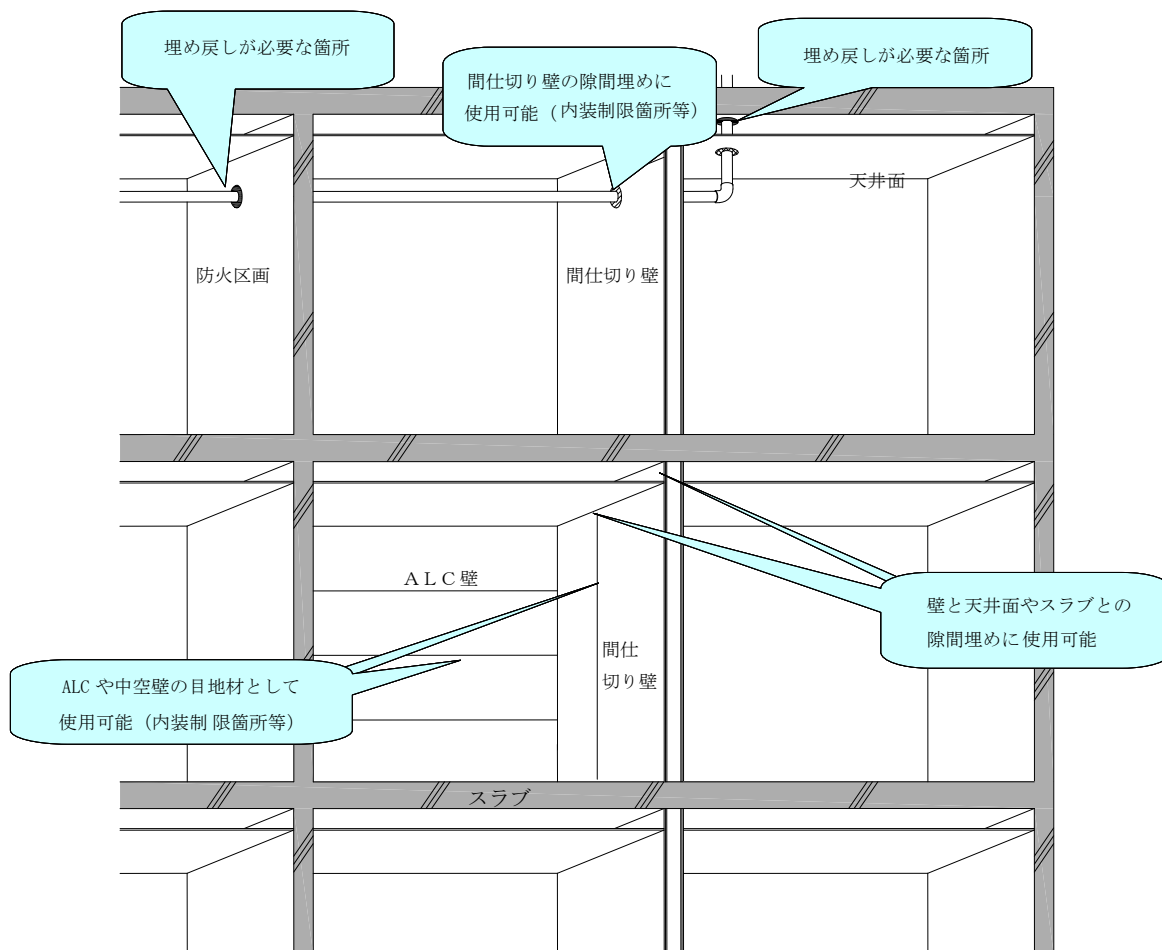 埋め戻しが必要な箇所
間仕切り壁の隙間埋めに
使用可能（内装制限箇所等）
埋め戻しが必要な箇所
天井面
防火区画
間仕切り壁
ＡＬＣ壁
壁と天井面やスラブとの
隙間埋めに使用可能
間仕
切り壁
ALCや中空壁の目地材として
使用可能（内装制限箇所等）
スラブ